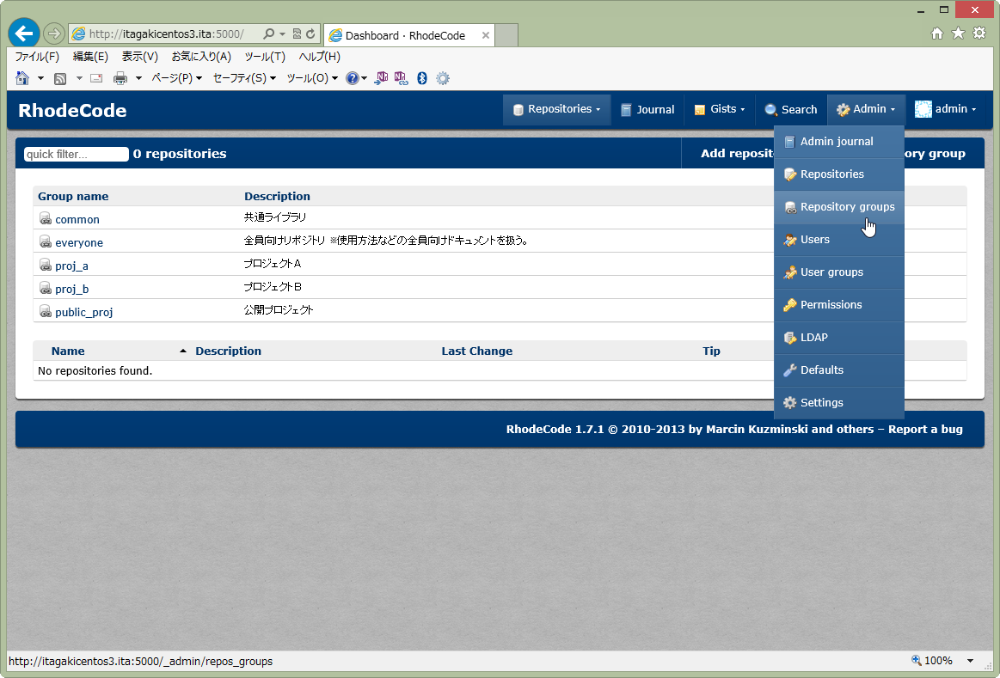 http://itagakicentos3.ita:5000/
Dashboard · RhodeCode
ファイル(F) 編集(E) 表示(V) お気に入り(A) ツール(T) ヘルプ(H)
ページ(P) セーフティ(S) ツール(O)
RhodeCode
Repositories Journal Gists Search Admin admin
quick filter... 0 repositories Add reposit ory group
Admin journal
Repositories
Repository groups
Users
User groups
Permissions
LDAP
Defaults
Settings
Group name Description
common 共通ライブラリ
everyone 全員向けリポジトリ ※使用方法などの全員向けドキュメントを扱う。
proj_a プロジェクトA
proj_b プロジェクトB
public_proj 公開プロジェクト
Name Description Last Change Tip
No repositories found.
RhodeCode 1.7.1 © 2010-2013 by Marcin Kuzminski and others – Report a bug
http://itagakicentos3.ita:5000/_admin/repos_groups
100%